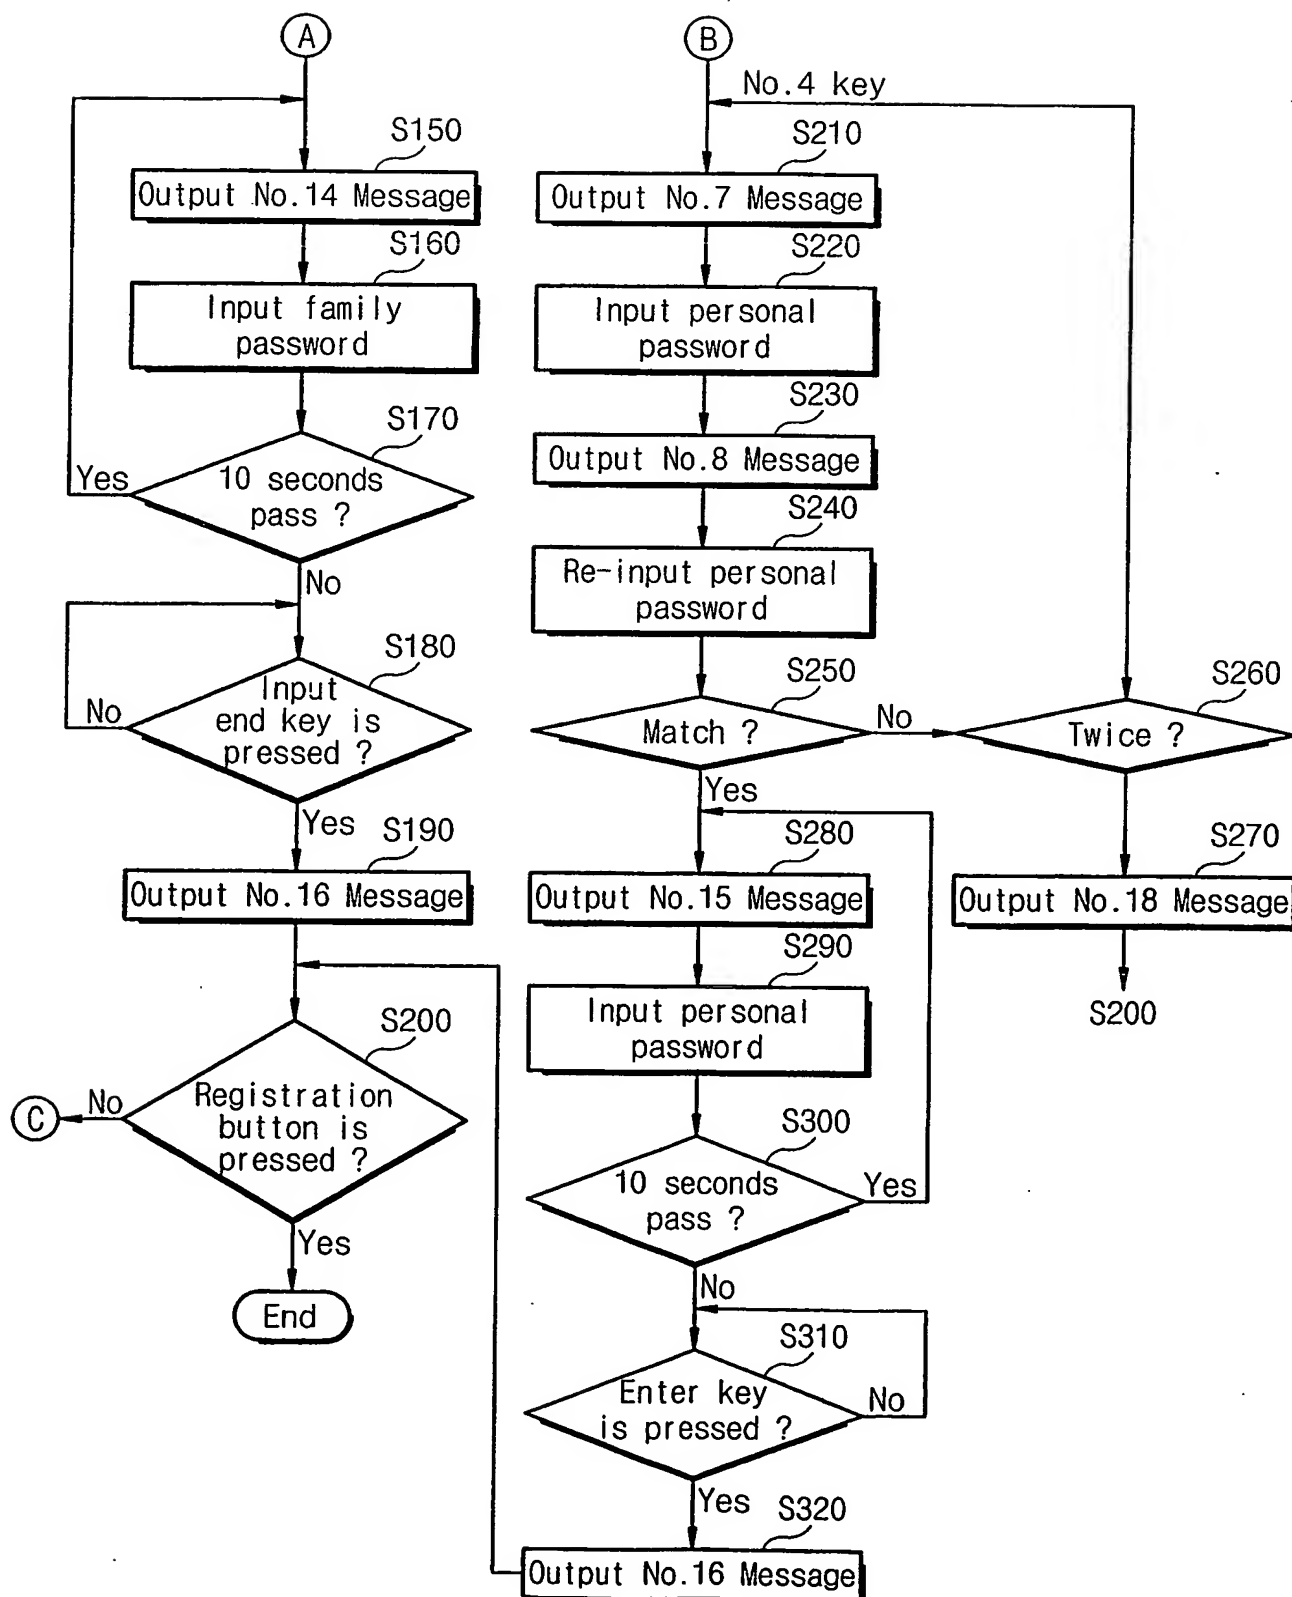 A
S150
Output No.14 Message
S160
Input family
password
S170
10 seconds
pass ?
Yes
No
S180
Input
end key is
pressed ?
No
Yes
S190
Output No.16 Message
S200
Registration
button is
pressed ?
No
C
Yes
End
B
No.4 key
S210
Output No.7 Message
S220
Input personal
password
S230
Output No.8 Message
S240
Re-input personal
password
S250
Match ?
No
Yes
S260
Twice ?
S270
Output No.18 Message
S200
S280
Output No.15 Message
S290
Input personal
password
S300
10 seconds
pass ?
Yes
No
S310
Enter key
is pressed ?
No
Yes
S320
Output No.16 Message